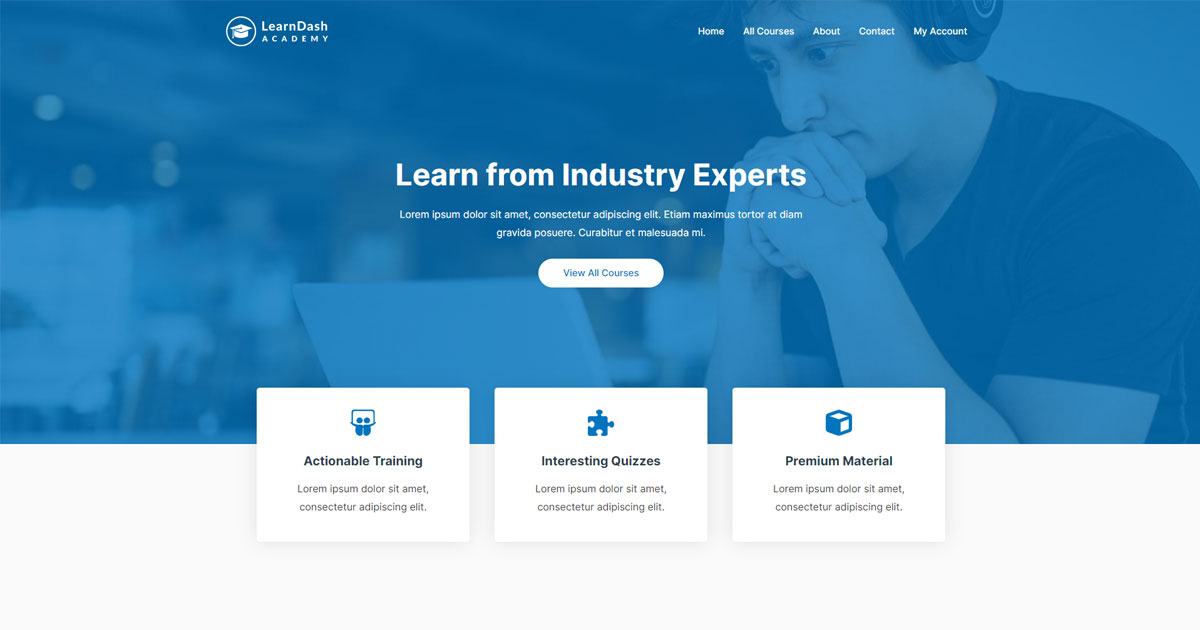 LearnDash
ACADEMY
Home All Courses About Contact My Account
Learn from Industry Experts
Lorem ipsum dolor sit amet, consectetur adipiscing elit. Etiam maximus tortor at diam
gravida posuere. Curabitur et malesuada mi.
View All Courses
Actionable Training
Lorem ipsum dolor sit amet,
consectetur adipiscing elit.
Interesting Quizzes
Lorem ipsum dolor sit amet,
consectetur adipiscing elit.
Premium Material
Lorem ipsum dolor sit amet,
consectetur adipiscing elit.